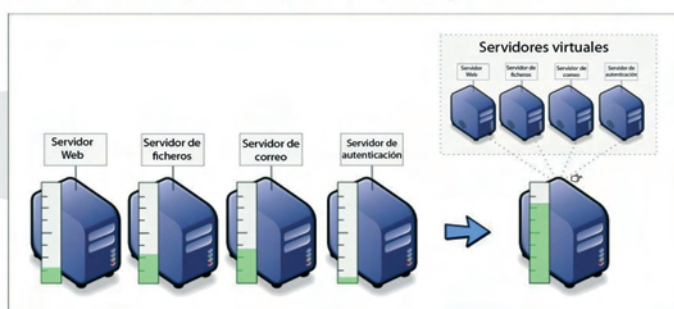 Servidores virtuales
Servidor
Web
Servidor de
ficheros
Servidor de
correo
Servidor de
autenticación
Servidor
Web
Servidor de
ficheros
Servidor de
correo
Servidor de
autenticación